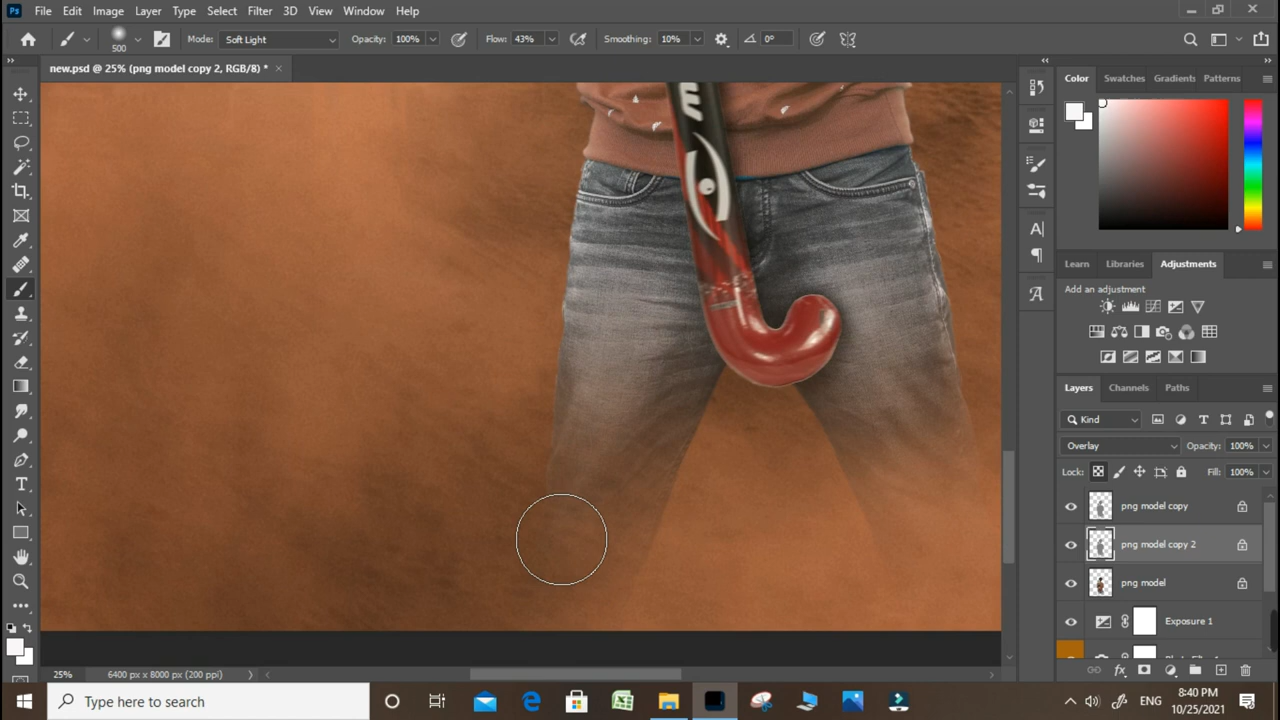 Ps File Edit Image Layer Type Select Filter 3D View Window Help
500 Mode: Soft Light Opacity: 100% Flow: 43% Smoothing: 10% 0°
new.psd @ 25% (png model copy 2, RGB/8) *
Color Swatches Gradients Patterns
Learn Libraries Adjustments
Add an adjustment
Layers Channels Paths
Kind
Overlay Opacity: 100%
Lock: Fill: 100%
png model copy
png model copy 2
png model
Exposure 1
25% 6400 px x 8000 px (200 ppi)
Type here to search
ENG
8:40 PM
10/25/2021